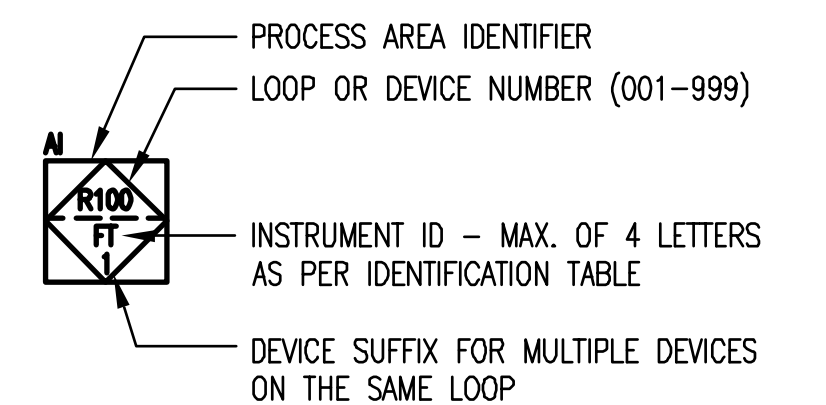 PROCESS AREA IDENTIFIER
LOOP OR DEVICE NUMBER (001-999)
AI
R100
FT
1
INSTRUMENT ID - MAX. OF 4 LETTERS
AS PER IDENTIFICATION TABLE
DEVICE SUFFIX FOR MULTIPLE DEVICES
ON THE SAME LOOP